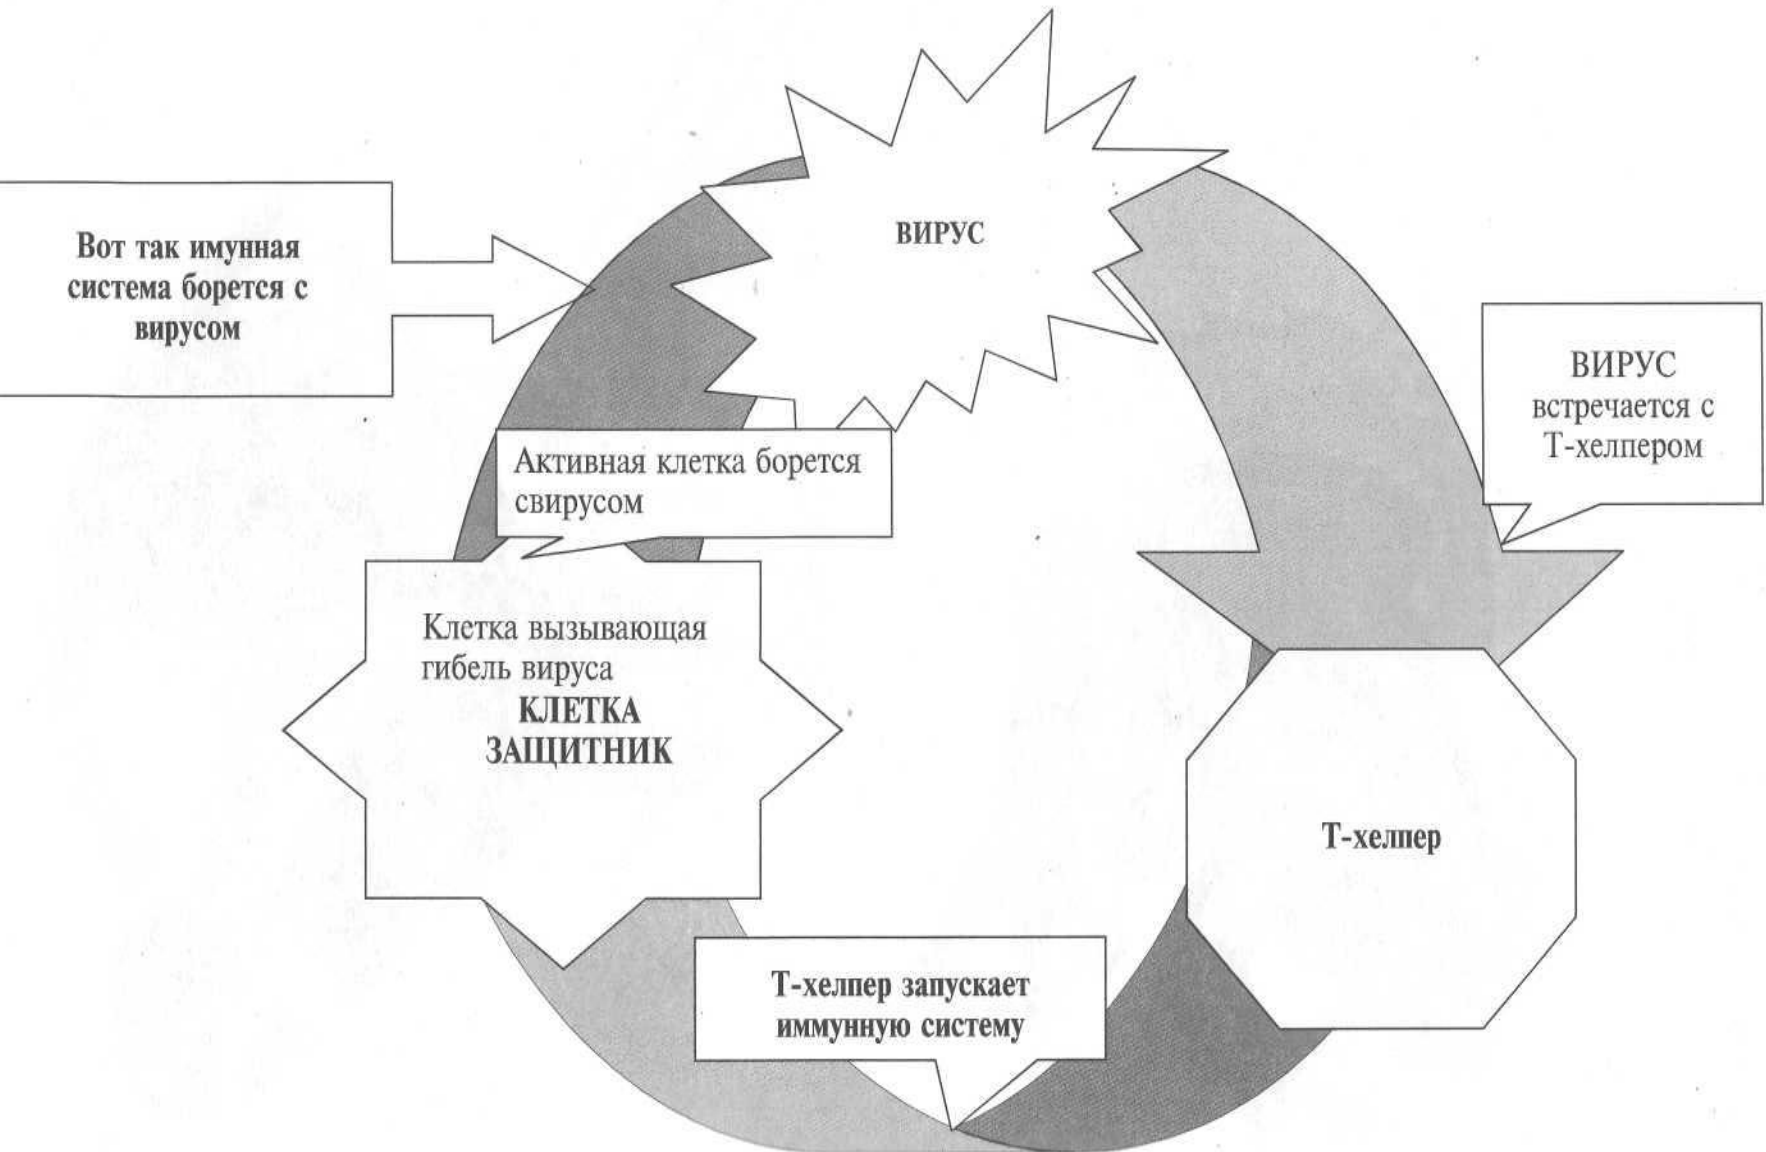 ВИРУС
Вот так имунная
система борется с
вирусом
ВИРУС
встречается с
Т-хелпером
Активная клетка борется
свирусом
Клетка вызывающая
гибель вируса
КЛЕТКА
ЗАЩИТНИК
Т-хелпер
Т-хелпер запускает
иммунную систему